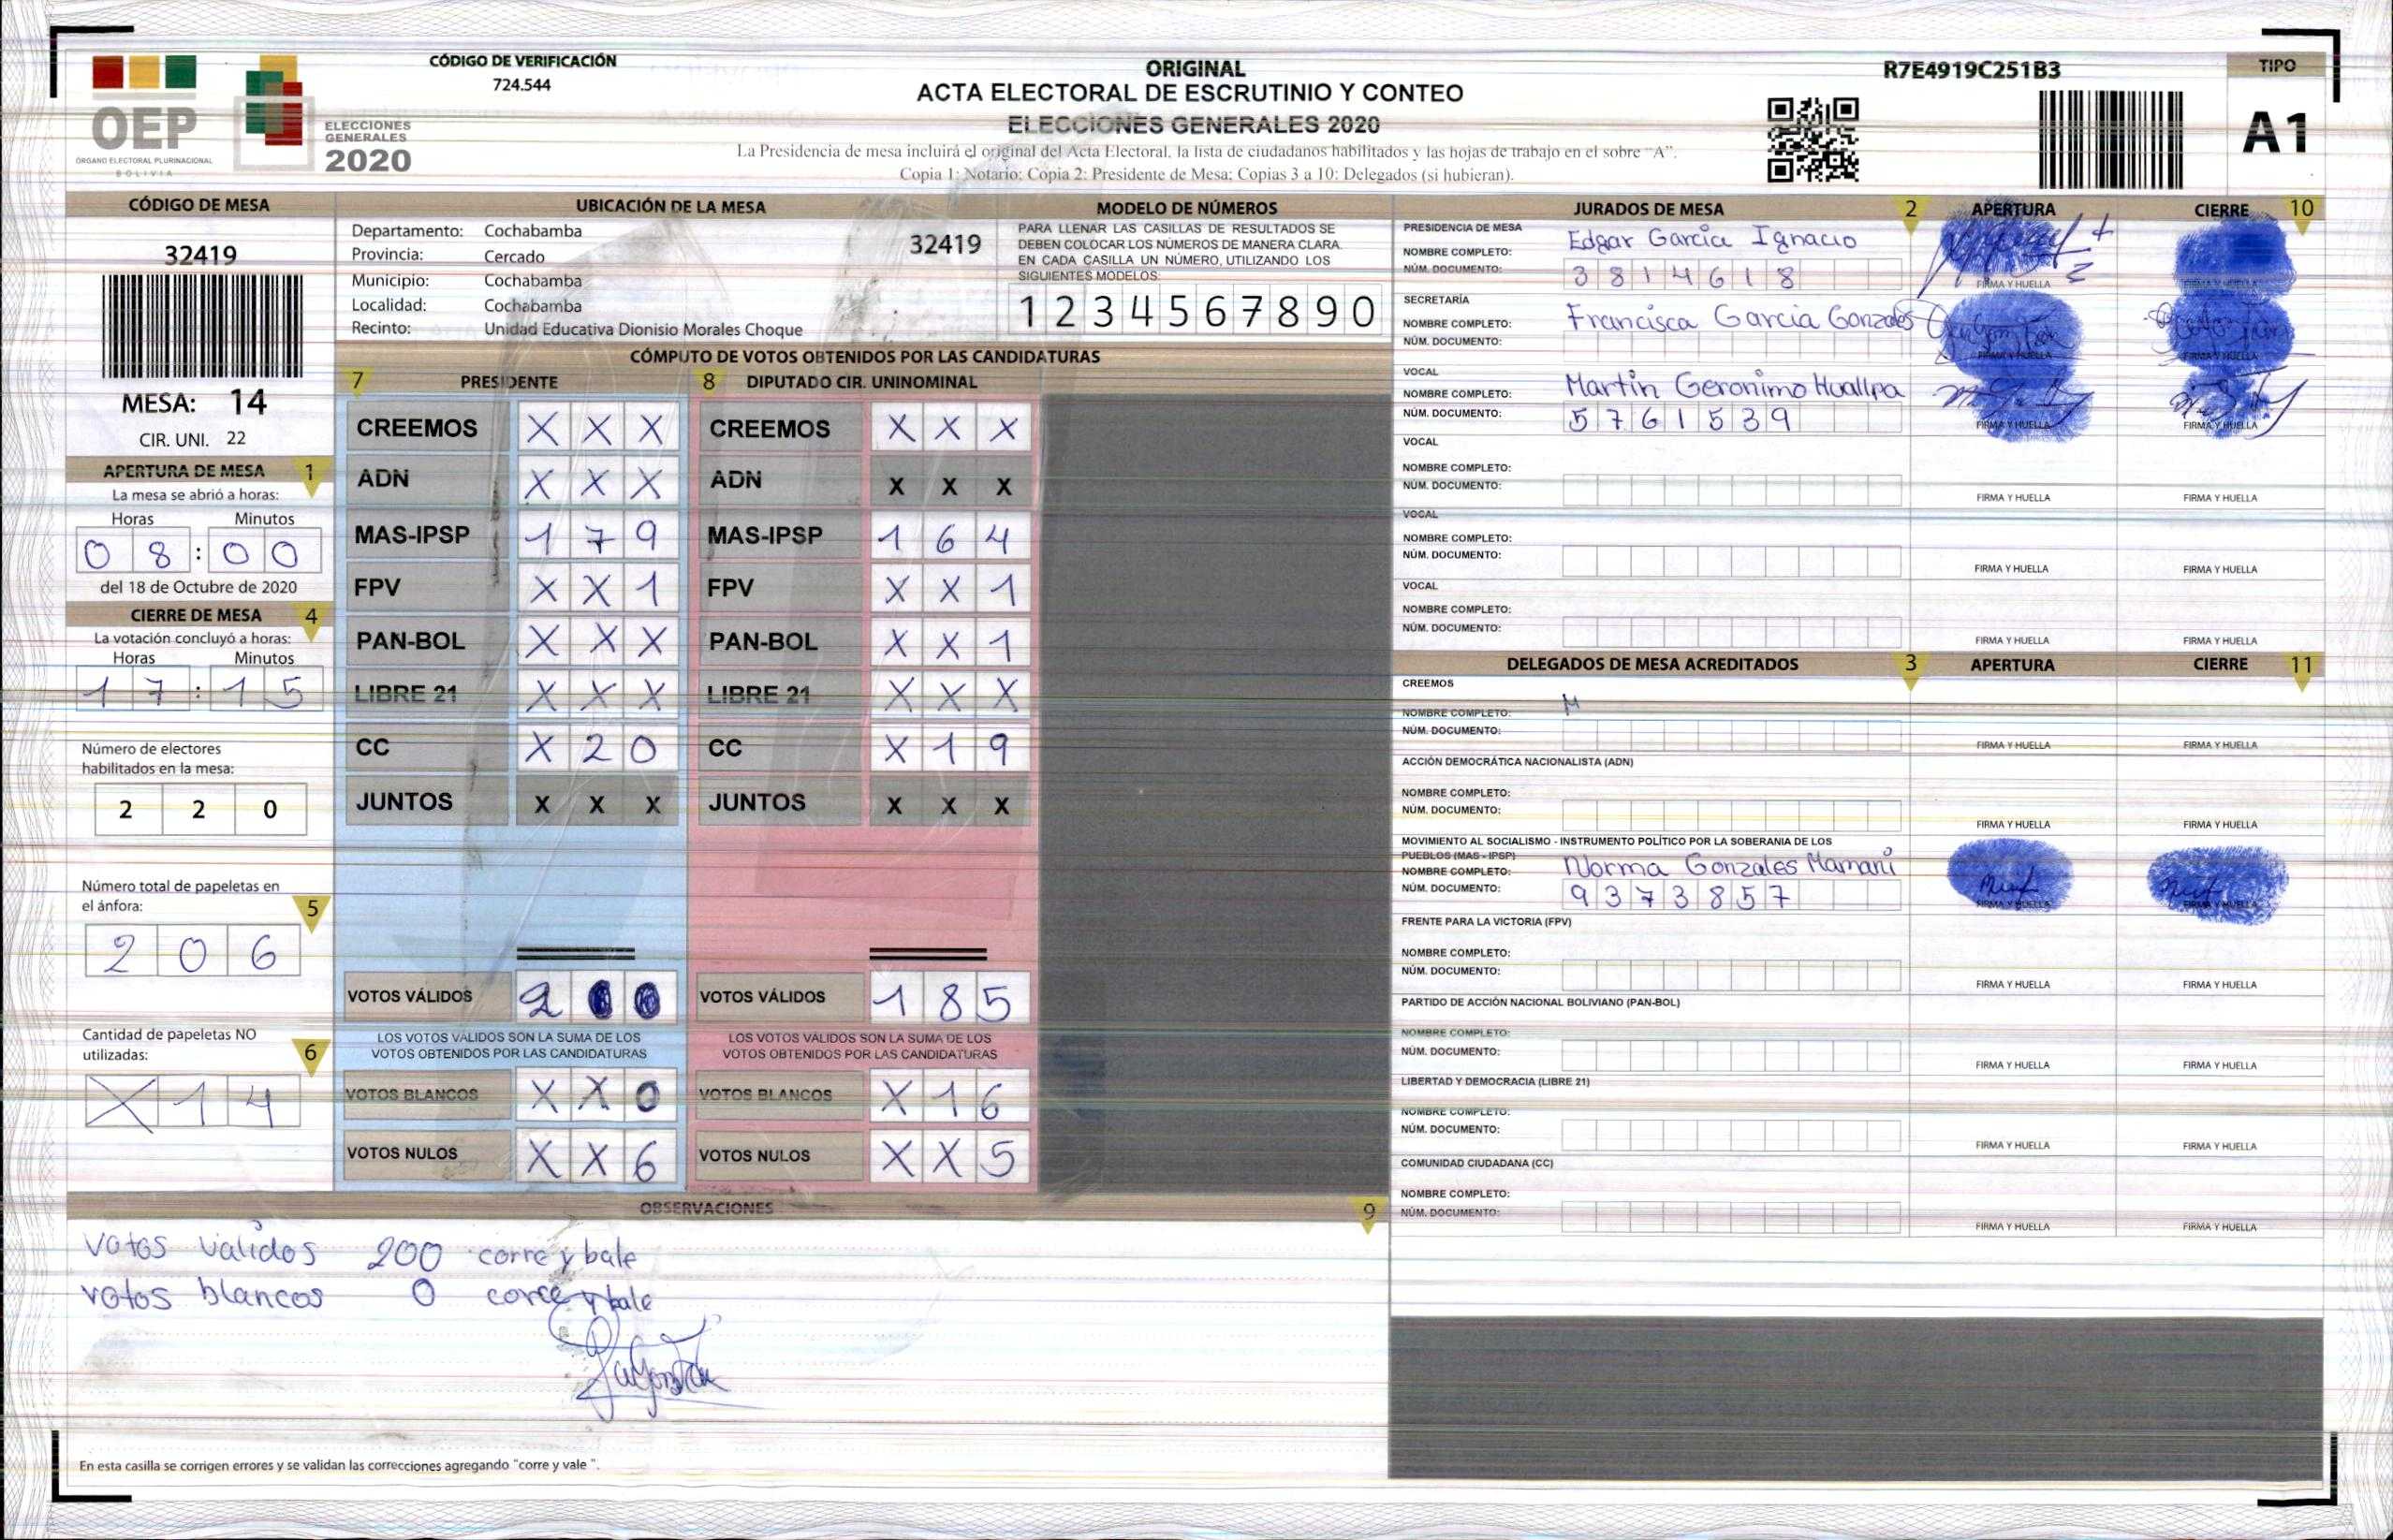 CÓDIGO DE VERIFICACIÓN
724.544
ORIGINAL
ACTA ELECTORAL DE ESCRUTINIO Y CONTEO
ELECCIONES GENERALES 2020
La Presidencia de mesa incluirá el original del Acta Electoral, la lista de ciudadanos habilitados y las hojas de trabajo en el sobre "A".
Copia 1: Notario; Copia 2: Presidente de Mesa; Copias 3 a 10: Delegados (si hubieran).
R7E4919C251B3
TIPO
A1
OEP
ÓRGANO ELECTORAL PLURINACIONAL
BOLIVIA
ELECCIONES
GENERALES
2020
CÓDIGO DE MESA
32419
MESA: 14
CIR. UNI. 22
APERTURA DE MESA 1
La mesa se abrió a horas:
Horas Minutos
0 8 : 0 0
del 18 de Octubre de 2020
CIERRE DE MESA 4
La votación concluyó a horas:
Horas Minutos
1 7 : 1 5
Número de electores
habilitados en la mesa:
2 2 0
Número total de papeletas en
el ánfora: 5
2 0 6
Cantidad de papeletas NO
utilizadas: 6
X 1 4
UBICACIÓN DE LA MESA
Departamento: Cochabamba
Provincia: Cercado
Municipio: Cochabamba
Localidad: Cochabamba
Recinto: Unidad Educativa Dionisio Morales Choque
32419
MODELO DE NÚMEROS
PARA LLENAR LAS CASILLAS DE RESULTADOS SE
DEBEN COLOCAR LOS NÚMEROS DE MANERA CLARA.
EN CADA CASILLA UN NÚMERO, UTILIZANDO LOS
SIGUIENTES MODELOS:
1 2 3 4 5 6 7 8 9 0
CÓMPUTO DE VOTOS OBTENIDOS POR LAS CANDIDATURAS
7 PRESIDENTE
CREEMOS X X X
ADN X X X
MAS-IPSP 1 7 9
FPV X X 1
PAN-BOL X X X
LIBRE 21 X X X
CC X 2 0
JUNTOS X X X
VOTOS VÁLIDOS 2 0 0
LOS VOTOS VÁLIDOS SON LA SUMA DE LOS
VOTOS OBTENIDOS POR LAS CANDIDATURAS
VOTOS BLANCOS X X 0
VOTOS NULOS X X 6
8 DIPUTADO CIR. UNINOMINAL
CREEMOS X X X
ADN X X X
MAS-IPSP 1 6 4
FPV X X 1
PAN-BOL X X 1
LIBRE 21 X X X
CC X 1 9
JUNTOS X X X
VOTOS VÁLIDOS 1 8 5
LOS VOTOS VÁLIDOS SON LA SUMA DE LOS
VOTOS OBTENIDOS POR LAS CANDIDATURAS
VOTOS BLANCOS X 1 6
VOTOS NULOS X X 5
OBSERVACIONES 9
votos validos 200 corre y bale
votos blancos 0 corre y bale
En esta casilla se corrigen errores y se validan las correcciones agregando "corre y vale ".
JURADOS DE MESA 2 APERTURA CIERRE 10
PRESIDENCIA DE MESA
NOMBRE COMPLETO: Edgar Garcia Ignacio
NÚM. DOCUMENTO: 3 8 1 4 6 1 8
FIRMA Y HUELLA FIRMA Y HUELLA
SECRETARÍA
NOMBRE COMPLETO: Francisca Garcia Gonzales
NÚM. DOCUMENTO:
FIRMA Y HUELLA FIRMA Y HUELLA
VOCAL
NOMBRE COMPLETO: Martin Geronimo Huallpa
NÚM. DOCUMENTO: 5 7 6 1 5 3 9
FIRMA Y HUELLA FIRMA Y HUELLA
VOCAL
NOMBRE COMPLETO:
NÚM. DOCUMENTO:
FIRMA Y HUELLA FIRMA Y HUELLA
VOCAL
NOMBRE COMPLETO:
NÚM. DOCUMENTO:
FIRMA Y HUELLA FIRMA Y HUELLA
VOCAL
NOMBRE COMPLETO:
NÚM. DOCUMENTO:
FIRMA Y HUELLA FIRMA Y HUELLA
DELEGADOS DE MESA ACREDITADOS 3 APERTURA CIERRE 11
CREEMOS
NOMBRE COMPLETO:
NÚM. DOCUMENTO:
FIRMA Y HUELLA FIRMA Y HUELLA
ACCIÓN DEMOCRÁTICA NACIONALISTA (ADN)
NOMBRE COMPLETO:
NÚM. DOCUMENTO:
FIRMA Y HUELLA FIRMA Y HUELLA
MOVIMIENTO AL SOCIALISMO - INSTRUMENTO POLÍTICO POR LA SOBERANIA DE LOS
PUEBLOS (MAS - IPSP)
NOMBRE COMPLETO: Norma Gonzales Mamani
NÚM. DOCUMENTO: 9 3 7 3 8 5 7
FIRMA Y HUELLA FIRMA Y HUELLA
FRENTE PARA LA VICTORIA (FPV)
NOMBRE COMPLETO:
NÚM. DOCUMENTO:
FIRMA Y HUELLA FIRMA Y HUELLA
PARTIDO DE ACCIÓN NACIONAL BOLIVIANO (PAN-BOL)
NOMBRE COMPLETO:
NÚM. DOCUMENTO:
FIRMA Y HUELLA FIRMA Y HUELLA
LIBERTAD Y DEMOCRACIA (LIBRE 21)
NOMBRE COMPLETO:
NÚM. DOCUMENTO:
FIRMA Y HUELLA FIRMA Y HUELLA
COMUNIDAD CIUDADANA (CC)
NOMBRE COMPLETO:
NÚM. DOCUMENTO:
FIRMA Y HUELLA FIRMA Y HUELLA